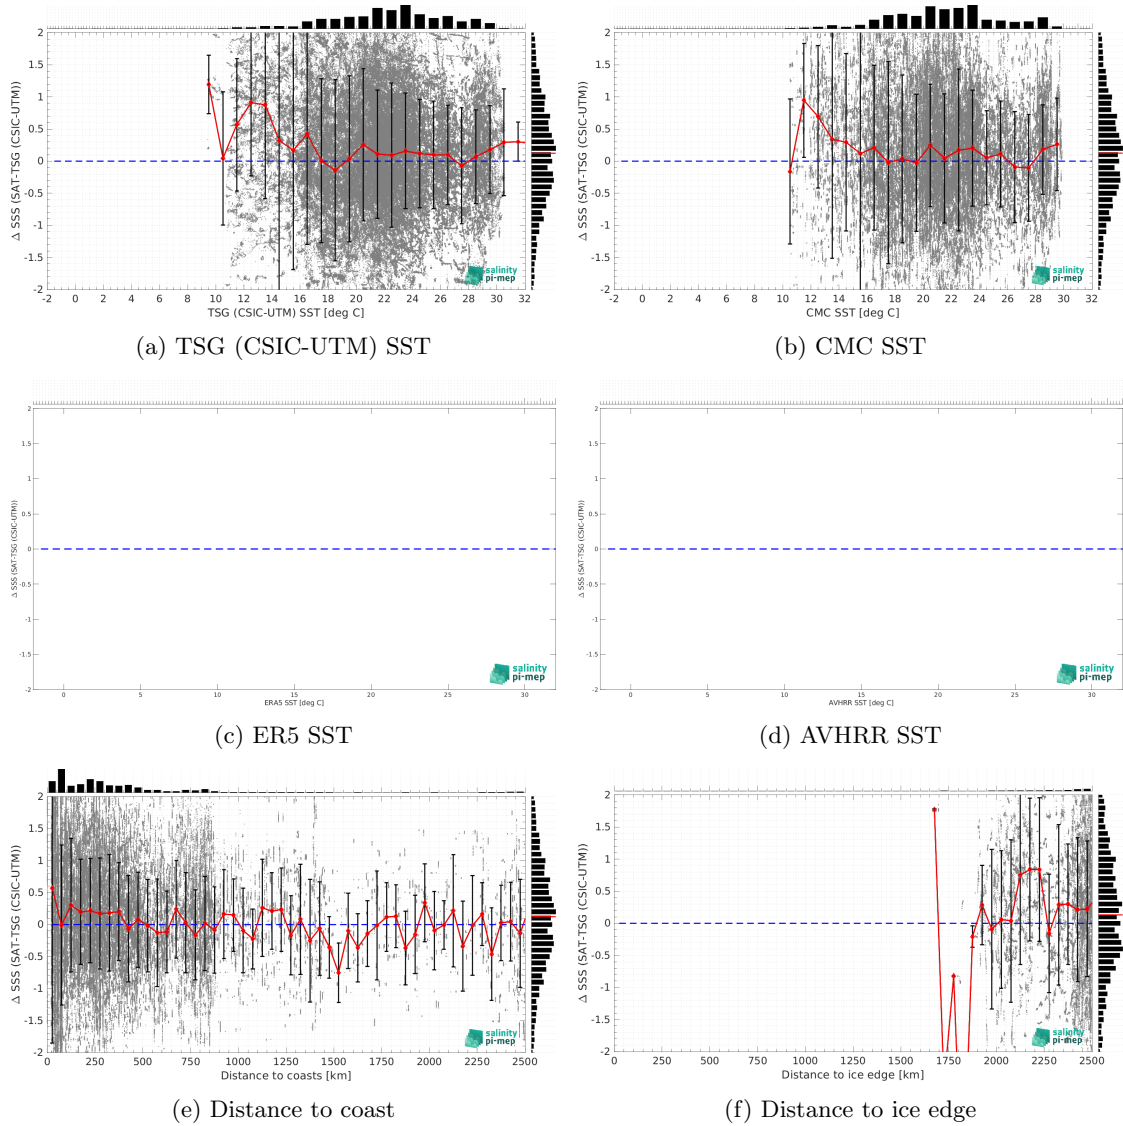 2
1.5
1
0.5
0
-0.5
-1
-1.5
-2
Δ SSS (SAT-TSG (CSIC-UTM))
salinity
pi-mep
-2 0 2 4 6 8 10 12 14 16 18 20 22 24 26 28 30 32
TSG (CSIC-UTM) SST [deg C]
(a) TSG (CSIC-UTM) SST
2
1.5
1
0.5
0
-0.5
-1
-1.5
-2
Δ SSS (SAT-TSG (CSIC-UTM))
salinity
pi-mep
-2 0 2 4 6 8 10 12 14 16 18 20 22 24 26 28 30 32
CMC SST [deg C]
(b) CMC SST
2
1.5
1
0.5
0
-0.5
-1
-1.5
-2
Δ SSS (SAT-TSG (CSIC-UTM))
salinity
pi-mep
0 5 10 15 20 25 30
ERA5 SST [deg C]
(c) ER5 SST
2
1.5
1
0.5
0
-0.5
-1
-1.5
-2
Δ SSS (SAT-TSG (CSIC-UTM))
salinity
pi-mep
0 5 10 15 20 25 30
AVHRR SST [deg C]
(d) AVHRR SST
2
1.5
1
0.5
0
-0.5
-1
-1.5
-2
Δ SSS (SAT-TSG (CSIC-UTM))
salinity
pi-mep
0 250 500 750 1000 1250 1500 1750 2000 2250 2500
Distance to coasts [km]
(e) Distance to coast
2
1.5
1
0.5
0
-0.5
-1
-1.5
-2
Δ SSS (SAT-TSG (CSIC-UTM))
salinity
pi-mep
0 250 500 750 1000 1250 1500 1750 2000 2250 2500
Distance to ice edge [km]
(f) Distance to ice edge